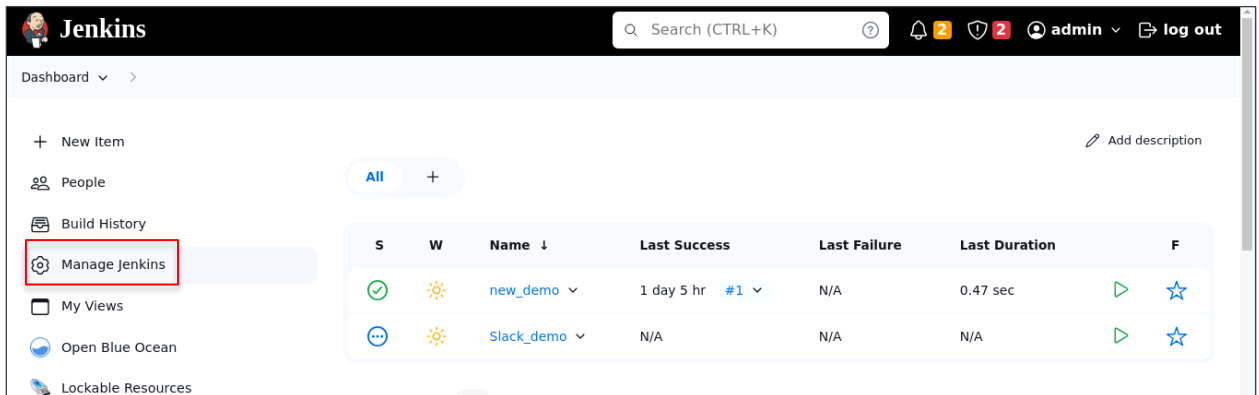 Jenkins
Search (CTRL+K)
2
2
admin
log out
Dashboard
New Item
Add description
People
All
+
Build History
S W Name ↓ Last Success Last Failure Last Duration F
Manage Jenkins
new_demo 1 day 5 hr #1 N/A 0.47 sec
My Views
Slack_demo N/A N/A N/A
Open Blue Ocean
Lockable Resources